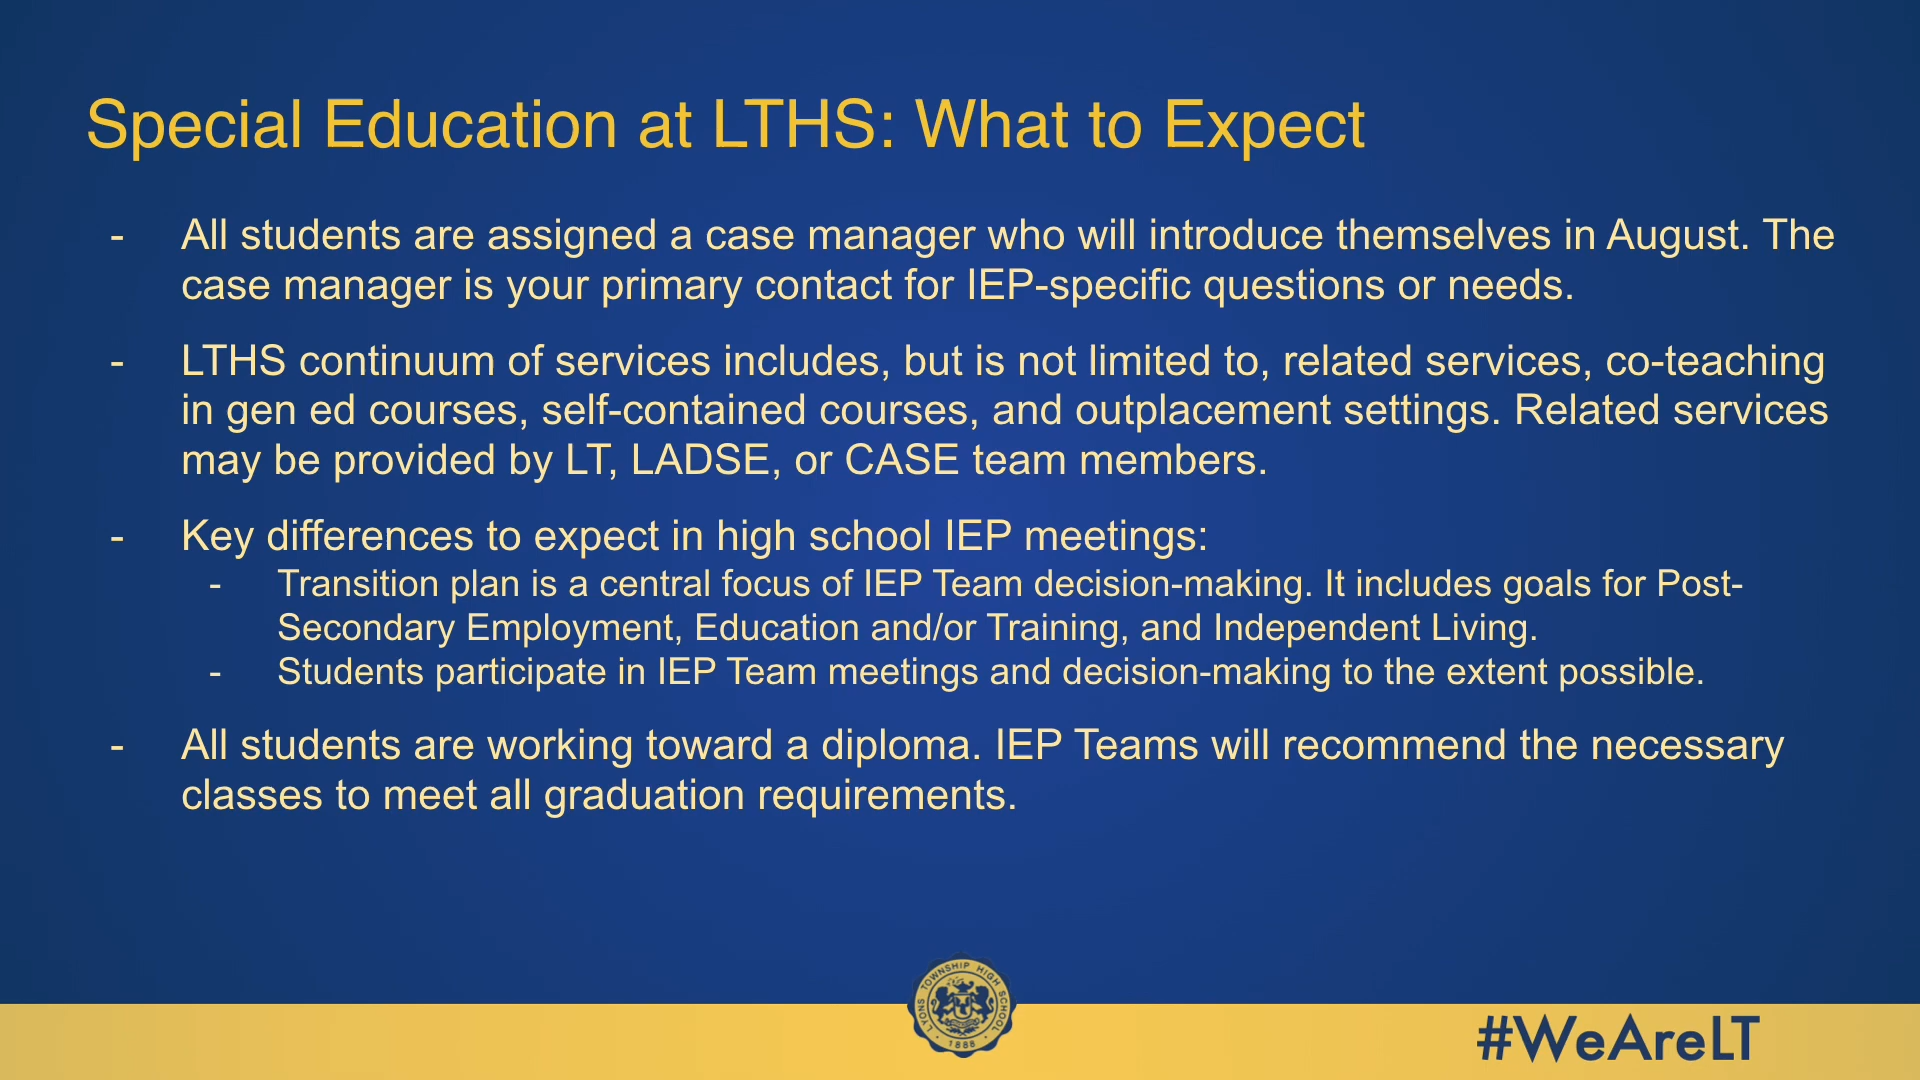 Special Education at LTHS: What to Expect
- All students are assigned a case manager who will introduce themselves in August. The
case manager is your primary contact for IEP-specific questions or needs.
- LTHS continuum of services includes, but is not limited to, related services, co-teaching
in gen ed courses, self-contained courses, and outplacement settings. Related services
may be provided by LT, LADSE, or CASE team members.
- Key differences to expect in high school IEP meetings:
- Transition plan is a central focus of IEP Team decision-making. It includes goals for Post-
Secondary Employment, Education and/or Training, and Independent Living.
- Students participate in IEP Team meetings and decision-making to the extent possible.
- All students are working toward a diploma. IEP Teams will recommend the necessary
classes to meet all graduation requirements.
LYONS TOWNSHIP HIGH SCHOOL
1888
#WeAreLT